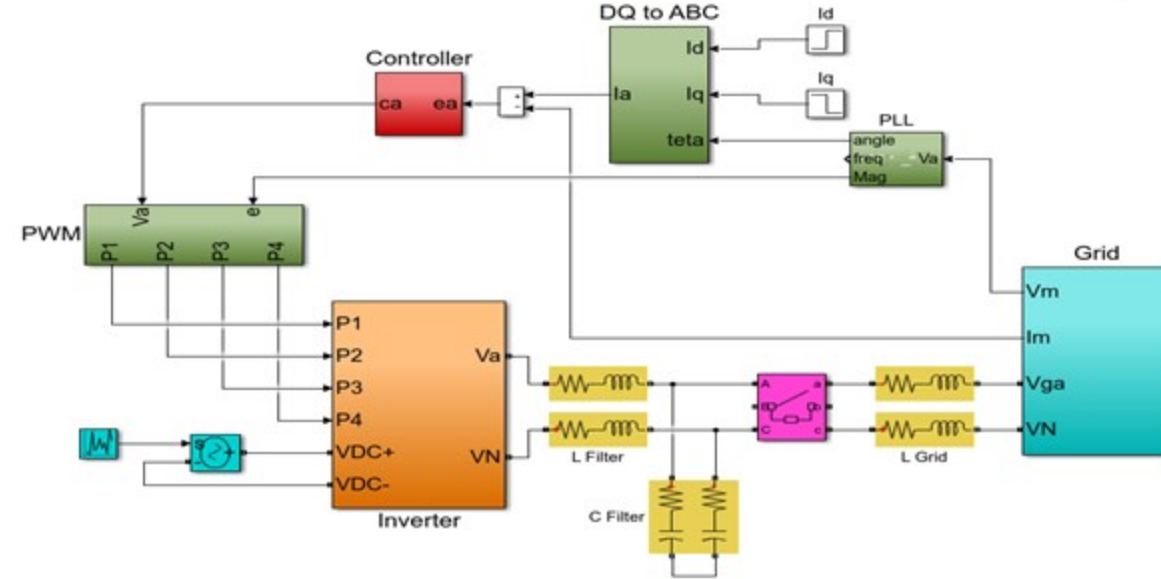 DQ to ABC
Id
Controller
Id
ca
ea
+
-
Ia
Iq
Iq
PLL
teta
angle
freq
Va
Mag
Va
e
PWM
P1
P2
P3
P4
Grid
Vm
P1
Im
P2
Va
P3
A
a
Vga
P4
B
b
VDC+
VN
C
c
VN
s
+
-
L Filter
L Grid
VDC-
Inverter
C Filter